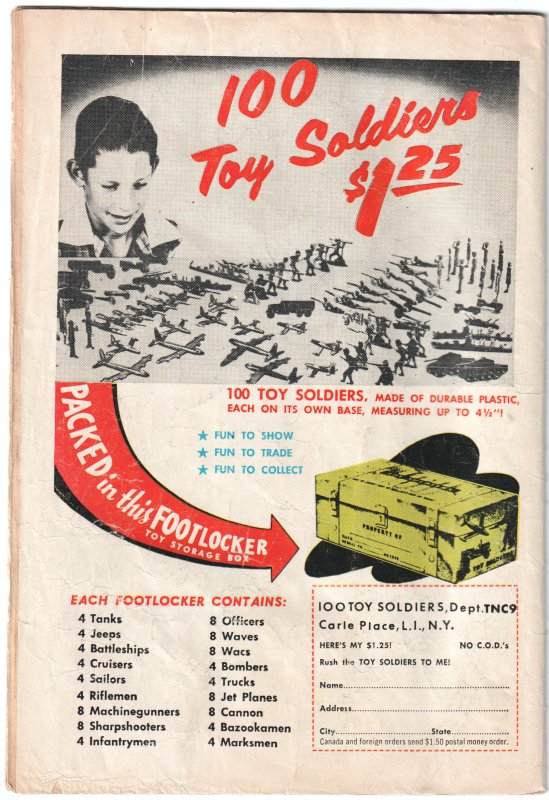 100
Toy Soldiers
$1.25
100 TOY SOLDIERS, MADE OF DURABLE PLASTIC,
EACH ON ITS OWN BASE, MEASURING UP TO 4½"!
★ FUN TO SHOW
★ FUN TO TRADE
★ FUN TO COLLECT
PACKED in this FOOTLOCKER
TOY STORAGE BOX
PROPERTY OF
EACH FOOTLOCKER CONTAINS:
4 Tanks
4 Jeeps
4 Battleships
4 Cruisers
4 Sailors
4 Riflemen
8 Machinegunners
8 Sharpshooters
4 Infantrymen
8 Officers
8 Waves
8 Wacs
4 Bombers
4 Trucks
8 Jet Planes
8 Cannon
4 Bazookamen
4 Marksmen
100 TOY SOLDIERS, Dept. TNC9
Carle Place, L.I., N.Y.
HERE'S MY $1.25! NO C.O.D.'s
Rush the TOY SOLDIERS TO ME!
Name
Address
City State
Canada and foreign orders send $1.50 postal money order.